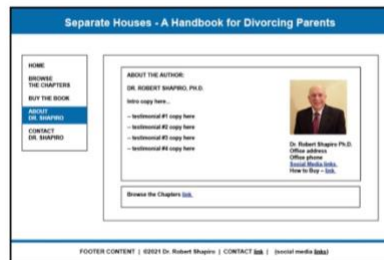 Separate Houses - A Handbook for Divorcing Parents
HOME
BROWSE
THE CHAPTERS
BUY THE BOOK
ABOUT
DR. SHAPIRO
CONTACT
DR. SHAPIRO
ABOUT THE AUTHOR:
DR. ROBERT SHAPIRO, PH.D.
Intro copy here...
– testimonial #1 copy here
– testimonial #2 copy here
– testimonial #3 copy here
– testimonial #4 copy here
Dr. Robert Shapiro Ph.D.
Office address
Office phone
Social Media links.
How to Buy – link.
Browse the Chapters link.
FOOTER CONTENT | ©2021 Dr. Robert Shapiro | CONTACT link | (social media links)